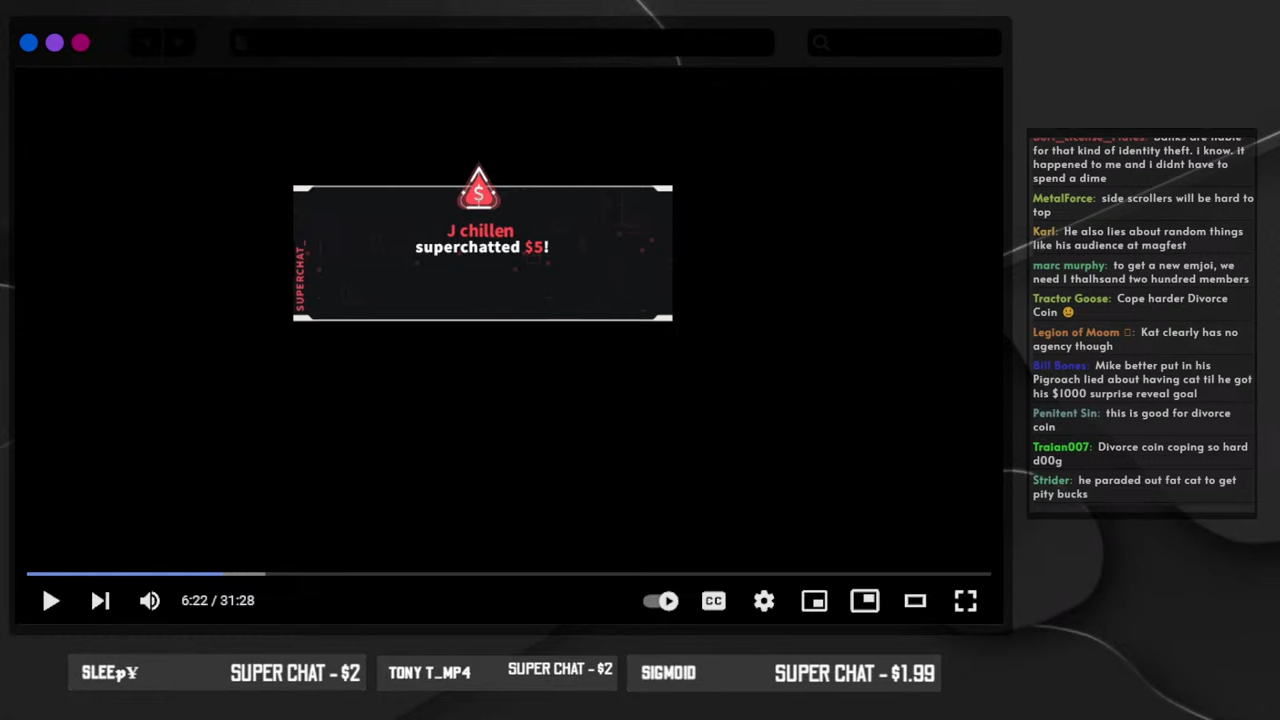 J chillen
superchatted $5!
SUPERCHAT_
for that kind of identity theft. i know. it
happened to me and i didnt have to
spend a dime
MetalForce: side scrollers will be hard to
top
Karl: He also lies about random things
like his audience at magfest
marc murphy: to get a new emjoi, we
need 1 thalhsand two hundred members
Tractor Goose: Cope harder Divorce
Coin 🙂
Legion of Moom : Kat clearly has no
agency though
Bill Bones: Mike better put in his
Pigroach lied about having cat til he got
his $1000 surprise reveal goal
Penitent Sin: this is good for divorce
coin
Traian007: Divorce coin coping so hard
d00g
Strider: he paraded out fat cat to get
pity bucks
6:22 / 31:28
CC
SLEEp¥ SUPER CHAT - $2
TONY T_MP4 SUPER CHAT - $2
SIGMOID SUPER CHAT - $1.99